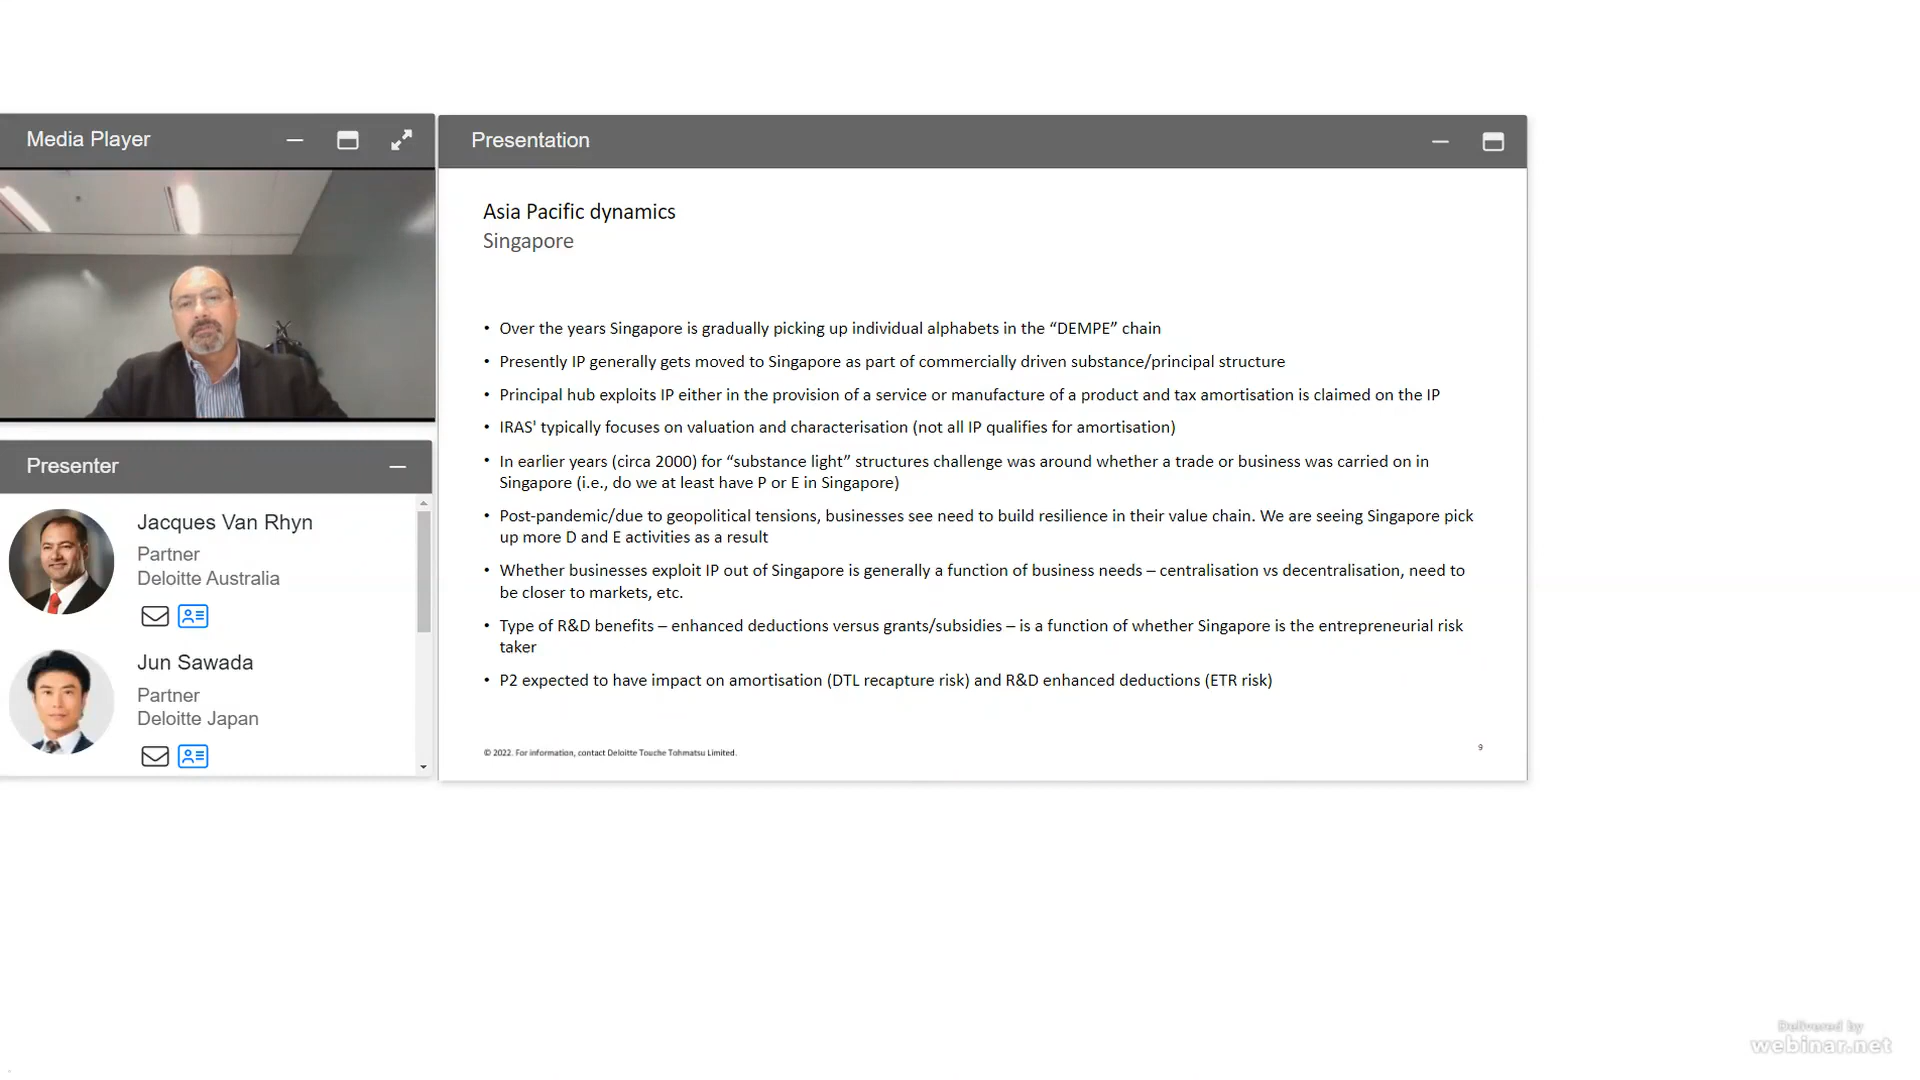 Media Player
Presentation
Asia Pacific dynamics
Singapore
• Over the years Singapore is gradually picking up individual alphabets in the “DEMPE” chain
• Presently IP generally gets moved to Singapore as part of commercially driven substance/principal structure
• Principal hub exploits IP either in the provision of a service or manufacture of a product and tax amortisation is claimed on the IP
• IRAS' typically focuses on valuation and characterisation (not all IP qualifies for amortisation)
• In earlier years (circa 2000) for “substance light” structures challenge was around whether a trade or business was carried on in
Singapore (i.e., do we at least have P or E in Singapore)
• Post-pandemic/due to geopolitical tensions, businesses see need to build resilience in their value chain. We are seeing Singapore pick
up more D and E activities as a result
• Whether businesses exploit IP out of Singapore is generally a function of business needs – centralisation vs decentralisation, need to
be closer to markets, etc.
• Type of R&D benefits – enhanced deductions versus grants/subsidies – is a function of whether Singapore is the entrepreneurial risk
taker
• P2 expected to have impact on amortisation (DTL recapture risk) and R&D enhanced deductions (ETR risk)
© 2022. For information, contact Deloitte Touche Tohmatsu Limited.
9
Presenter
Jacques Van Rhyn
Partner
Deloitte Australia
Jun Sawada
Partner
Deloitte Japan
Delivered by
webinar.net